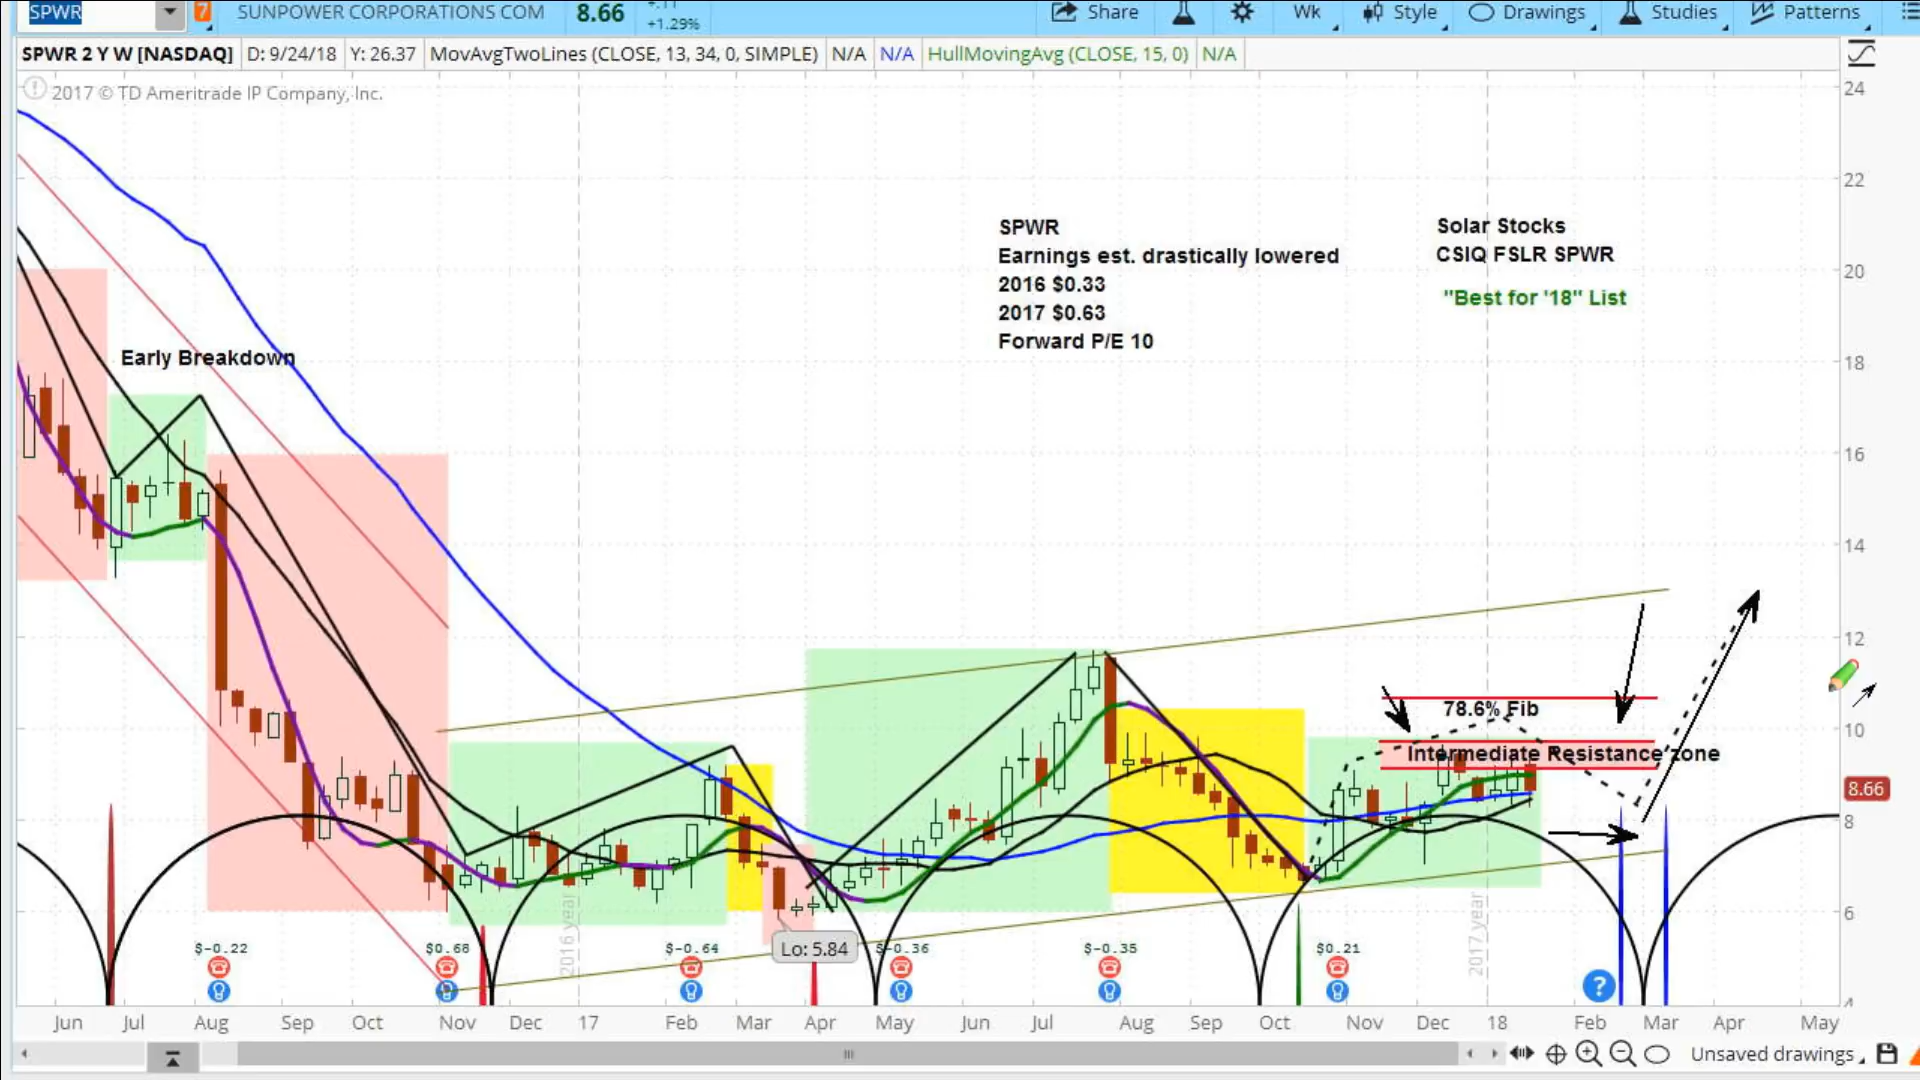 SPWR
7
SUNPOWER CORPORATIONS COM
8.66
+.11
+1.29%
Share
Wk
Style
Drawings
Studies
Patterns
SPWR 2 Y W [NASDAQ]
D: 9/24/18
Y: 26.37
MovAvgTwoLines (CLOSE, 13, 34, 0, SIMPLE)
N/A
N/A
HullMovingAvg (CLOSE, 15, 0)
N/A
2017 © TD Ameritrade IP Company, Inc.
24
22
20
18
16
14
12
10
8.66
8
6
4
SPWR
Earnings est. drastically lowered
2016 $0.33
2017 $0.63
Forward P/E 10
Solar Stocks
CSIQ FSLR SPWR
"Best for '18" List
Early Breakdown
78.6% Fib
Intermediate Resistance zone
Lo: 5.84
2016 year
2017 year
$-0.22
$0.68
$-0.64
$-0.36
$-0.35
$0.21
?
Jun
Jul
Aug
Sep
Oct
Nov
Dec
17
Feb
Mar
Apr
May
Jun
Jul
Aug
Sep
Oct
Nov
Dec
18
Feb
Mar
Apr
May
Unsaved drawings